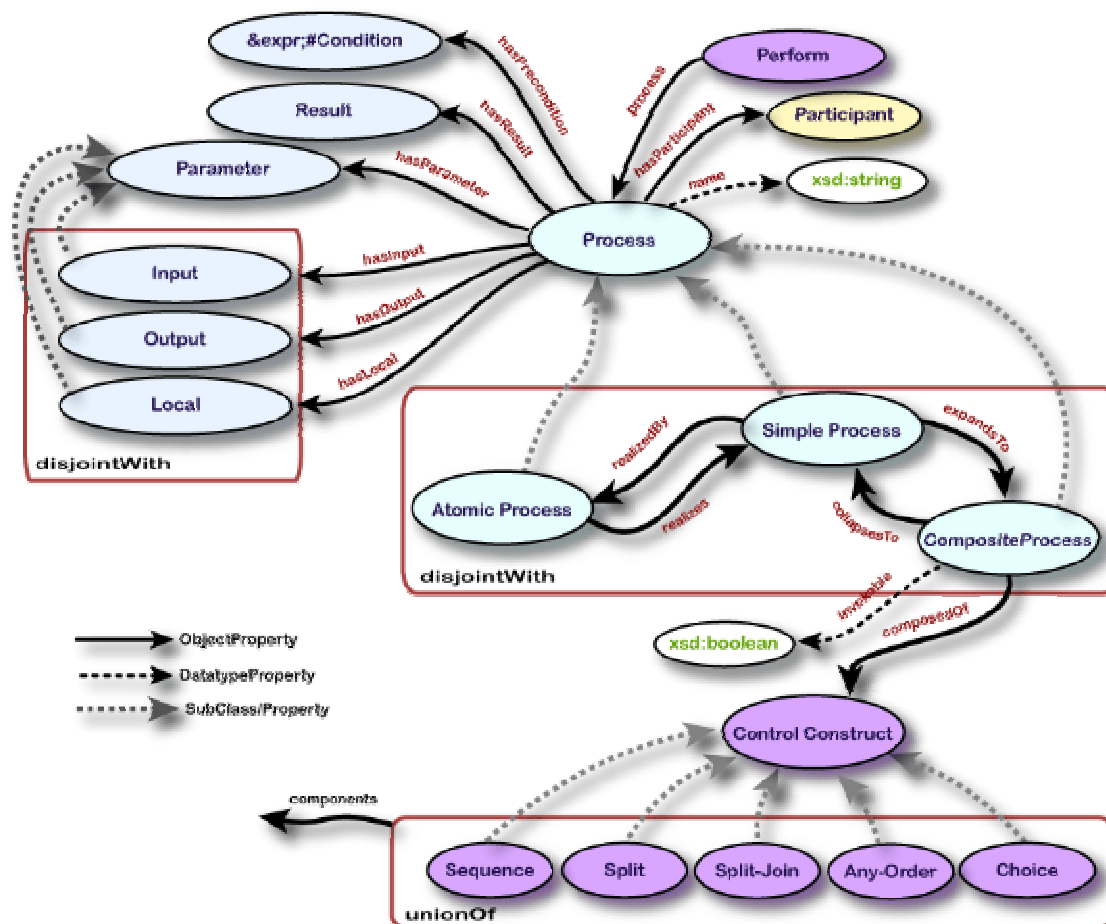 &expr;#Condition
hasPrecondition
Perform
process
Result
hasResult
hasParticipant
Participant
Parameter
hasParameter
name
xsd:string
Process
Input
hasInput
Output
hasOutput
Local
hasLocal
disjointWith
Simple Process
expandsTo
realizedBy
Atomic Process
realizes
collapsesTo
CompositeProcess
disjointWith
invokable
composedOf
xsd:boolean
ObjectProperty
DatatypeProperty
SubClass/Property
Control Construct
components
Sequence
Split
Split-Join
Any-Order
Choice
unionOf